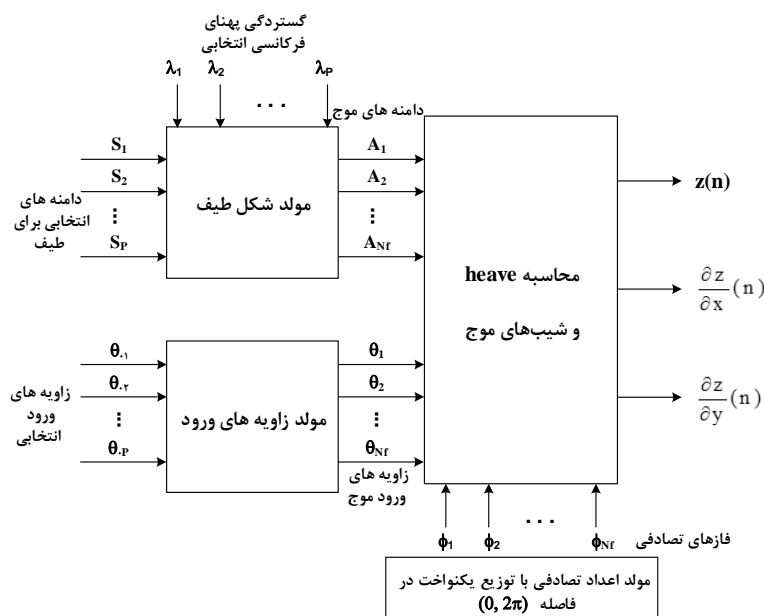 گستردگی پهنای
فرکانسی انتخابی
λ₁ λ₂ . . . λP
دامنه های موج
S₁
S₂
⋮
SP
دامنه های
انتخابی برای
طیف
مولد شکل طیف
A₁
A₂
⋮
ANf
محاسبه heave
و شیب‌های موج
z(n)
∂z/∂x (n)
∂z/∂y (n)
θ.۱
θ.۲
⋮
θ.P
زاویه های
ورود
انتخابی
مولد زاویه های ورود
θ₁
θ₂
⋮
θNf
زاویه های
ورود موج
. . .
ϕ₁ ϕ₂ ϕNf فازهای تصادفی
مولد اعداد تصادفی با توزیع یکنواخت در
فاصله (0, 2π)